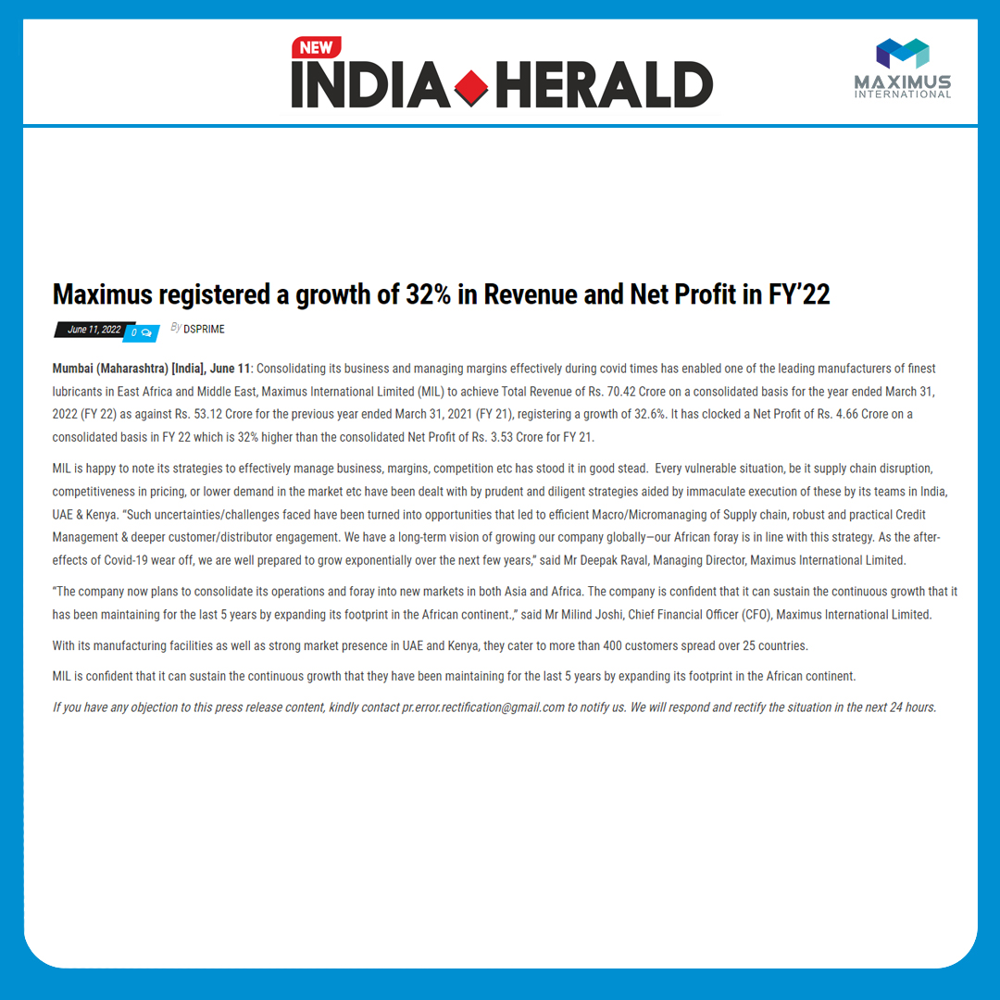 NEW
INDIA HERALD
MAXIMUS
INTERNATIONAL
Maximus registered a growth of 32% in Revenue and Net Profit in FY’22
June 11, 2022 0 By DSPRIME
Mumbai (Maharashtra) [India], June 11: Consolidating its business and managing margins effectively during covid times has enabled one of the leading manufacturers of finest
lubricants in East Africa and Middle East, Maximus International Limited (MIL) to achieve Total Revenue of Rs. 70.42 Crore on a consolidated basis for the year ended March 31,
2022 (FY 22) as against Rs. 53.12 Crore for the previous year ended March 31, 2021 (FY 21), registering a growth of 32.6%. It has clocked a Net Profit of Rs. 4.66 Crore on a
consolidated basis in FY 22 which is 32% higher than the consolidated Net Profit of Rs. 3.53 Crore for FY 21.
MIL is happy to note its strategies to effectively manage business, margins, competition etc has stood it in good stead.  Every vulnerable situation, be it supply chain disruption,
competitiveness in pricing, or lower demand in the market etc have been dealt with by prudent and diligent strategies aided by immaculate execution of these by its teams in India,
UAE & Kenya. “Such uncertainties/challenges faced have been turned into opportunities that led to efficient Macro/Micromanaging of Supply chain, robust and practical Credit
Management & deeper customer/distributor engagement. We have a long-term vision of growing our company globally—our African foray is in line with this strategy. As the after-
effects of Covid-19 wear off, we are well prepared to grow exponentially over the next few years,” said Mr Deepak Raval, Managing Director, Maximus International Limited.
“The company now plans to consolidate its operations and foray into new markets in both Asia and Africa. The company is confident that it can sustain the continuous growth that it
has been maintaining for the last 5 years by expanding its footprint in the African continent.,” said Mr Milind Joshi, Chief Financial Officer (CFO), Maximus International Limited.
With its manufacturing facilities as well as strong market presence in UAE and Kenya, they cater to more than 400 customers spread over 25 countries.
MIL is confident that it can sustain the continuous growth that they have been maintaining for the last 5 years by expanding its footprint in the African continent.
If you have any objection to this press release content, kindly contact pr.error.rectification@gmail.com to notify us. We will respond and rectify the situation in the next 24 hours.